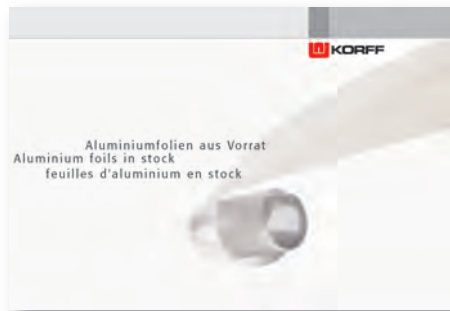 KORFF
Aluminiumfolien aus Vorrat
Aluminium foils in stock
feuilles d'aluminium en stock